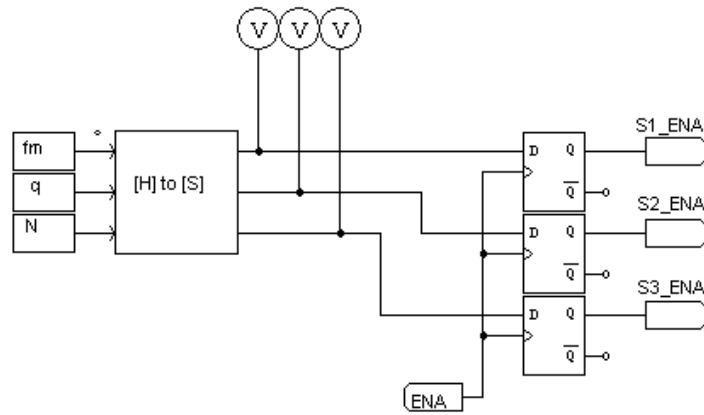 V V V
S1_ENA
fm
[H] to [S]
D Q
Q
q
S2_ENA
N
D Q
Q
S3_ENA
D Q
Q
ENA